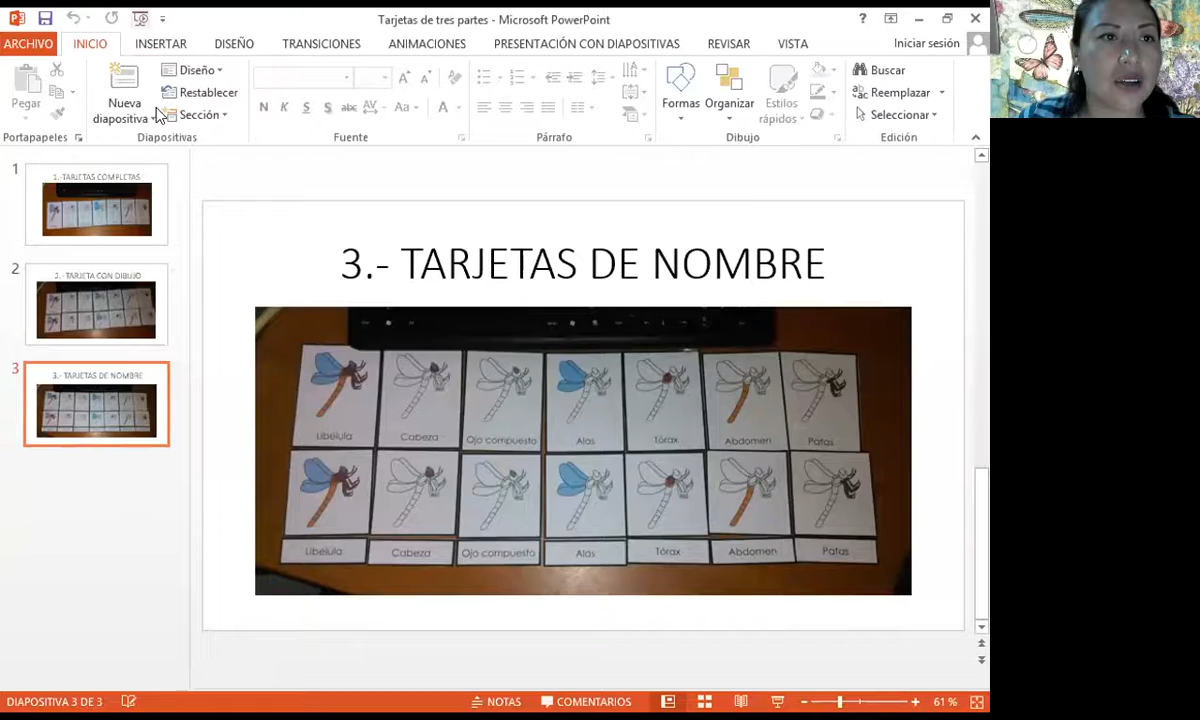 Tarjetas de tres partes - Microsoft PowerPoint
ARCHIVO INICIO INSERTAR DISEÑO TRANSICIONES ANIMACIONES PRESENTACIÓN CON DIAPOSITIVAS REVISAR VISTA Iniciar sesión
Pegar
Nueva
diapositiva
Diseño
Restablecer
Sección
N K S S abc AV Aa A
Formas Organizar Estilos
rápidos
Buscar
Reemplazar
Seleccionar
Portapapeles Diapositivas Fuente Párrafo Dibujo Edición
1
1.-TARJETAS COMPLETAS
2
2.- TARJETA CON DIBUJO
3
3.- TARJETAS DE NOMBRE
3.- TARJETAS DE NOMBRE
Libélula Cabeza Ojo compuesto Alas Tórax Abdomen Patas
Libélula Cabeza Ojo compuesto Alas Tórax Abdomen Patas
DIAPOSITIVA 3 DE 3 NOTAS COMENTARIOS 61 %